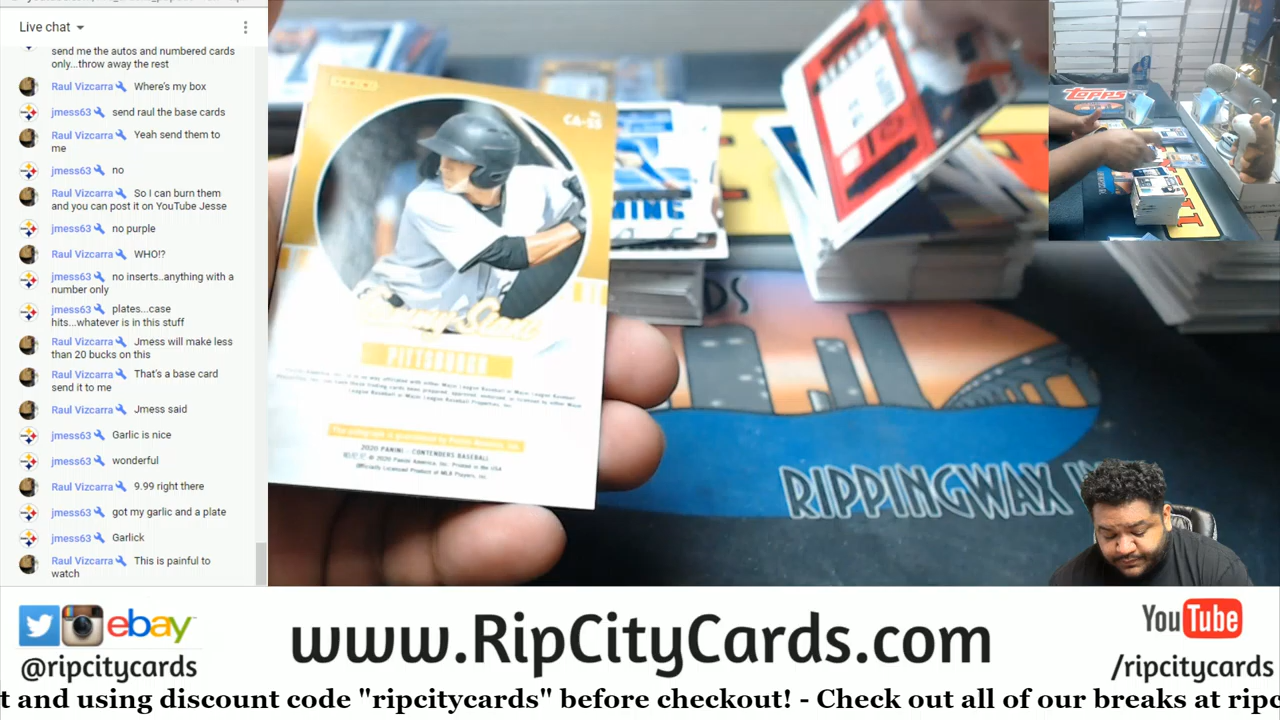 Live chat
send me the autos and numbered cards
only...throw away the rest
Raul Vizcarra Where's my box
jmess63 send raul the base cards
Raul Vizcarra Yeah send them to
me
jmess63 no
Raul Vizcarra So I can burn them
and you can post it on YouTube Jesse
jmess63 no purple
Raul Vizcarra WHO!?
jmess63 no inserts..anything with a
number only
jmess63 plates...case
hits...whatever is in this stuff
Raul Vizcarra Jmess will make less
than 20 bucks on this
Raul Vizcarra That's a base card
send it to me
Raul Vizcarra Jmess said
jmess63 Garlic is nice
jmess63 wonderful
Raul Vizcarra 9.99 right there
jmess63 got my garlic and a plate
jmess63 Garlick
Raul Vizcarra This is painful to
watch
PANINI
CA-SS
PITTSBURGH
2020 PANINI - CONTENDERS BASEBALL
Topps
RIPPINGWAX
ebay
@ripcitycards
www.RipCityCards.com
YouTube
/ripcitycards
t and using discount code "ripcitycards" before checkout! - Check out all of our breaks at ripc